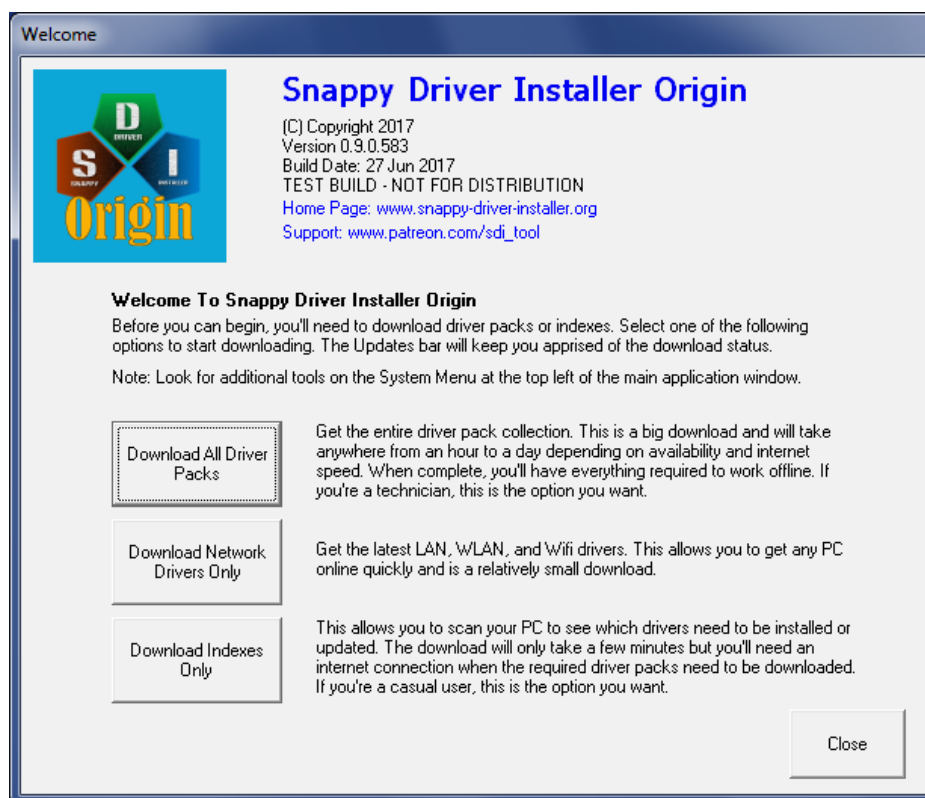 Welcome
D
DRIVER
S
SNAPPY
I
INSTALLER
Origin
Snappy Driver Installer Origin
(C) Copyright 2017
Version 0.9.0.583
Build Date: 27 Jun 2017
TEST BUILD - NOT FOR DISTRIBUTION
Home Page: www.snappy-driver-installer.org
Support: www.patreon.com/sdi_tool
Welcome To Snappy Driver Installer Origin
Before you can begin, you'll need to download driver packs or indexes. Select one of the following
options to start downloading. The Updates bar will keep you apprised of the download status.
Note: Look for additional tools on the System Menu at the top left of the main application window.
Download All Driver
Packs
Get the entire driver pack collection. This is a big download and will take
anywhere from an hour to a day depending on availability and internet
speed. When complete, you'll have everything required to work offline. If
you're a technician, this is the option you want.
Download Network
Drivers Only
Get the latest LAN, WLAN, and Wifi drivers. This allows you to get any PC
online quickly and is a relatively small download.
Download Indexes
Only
This allows you to scan your PC to see which drivers need to be installed or
updated. The download will only take a few minutes but you'll need an
internet connection when the required driver packs need to be downloaded.
If you're a casual user, this is the option you want.
Close